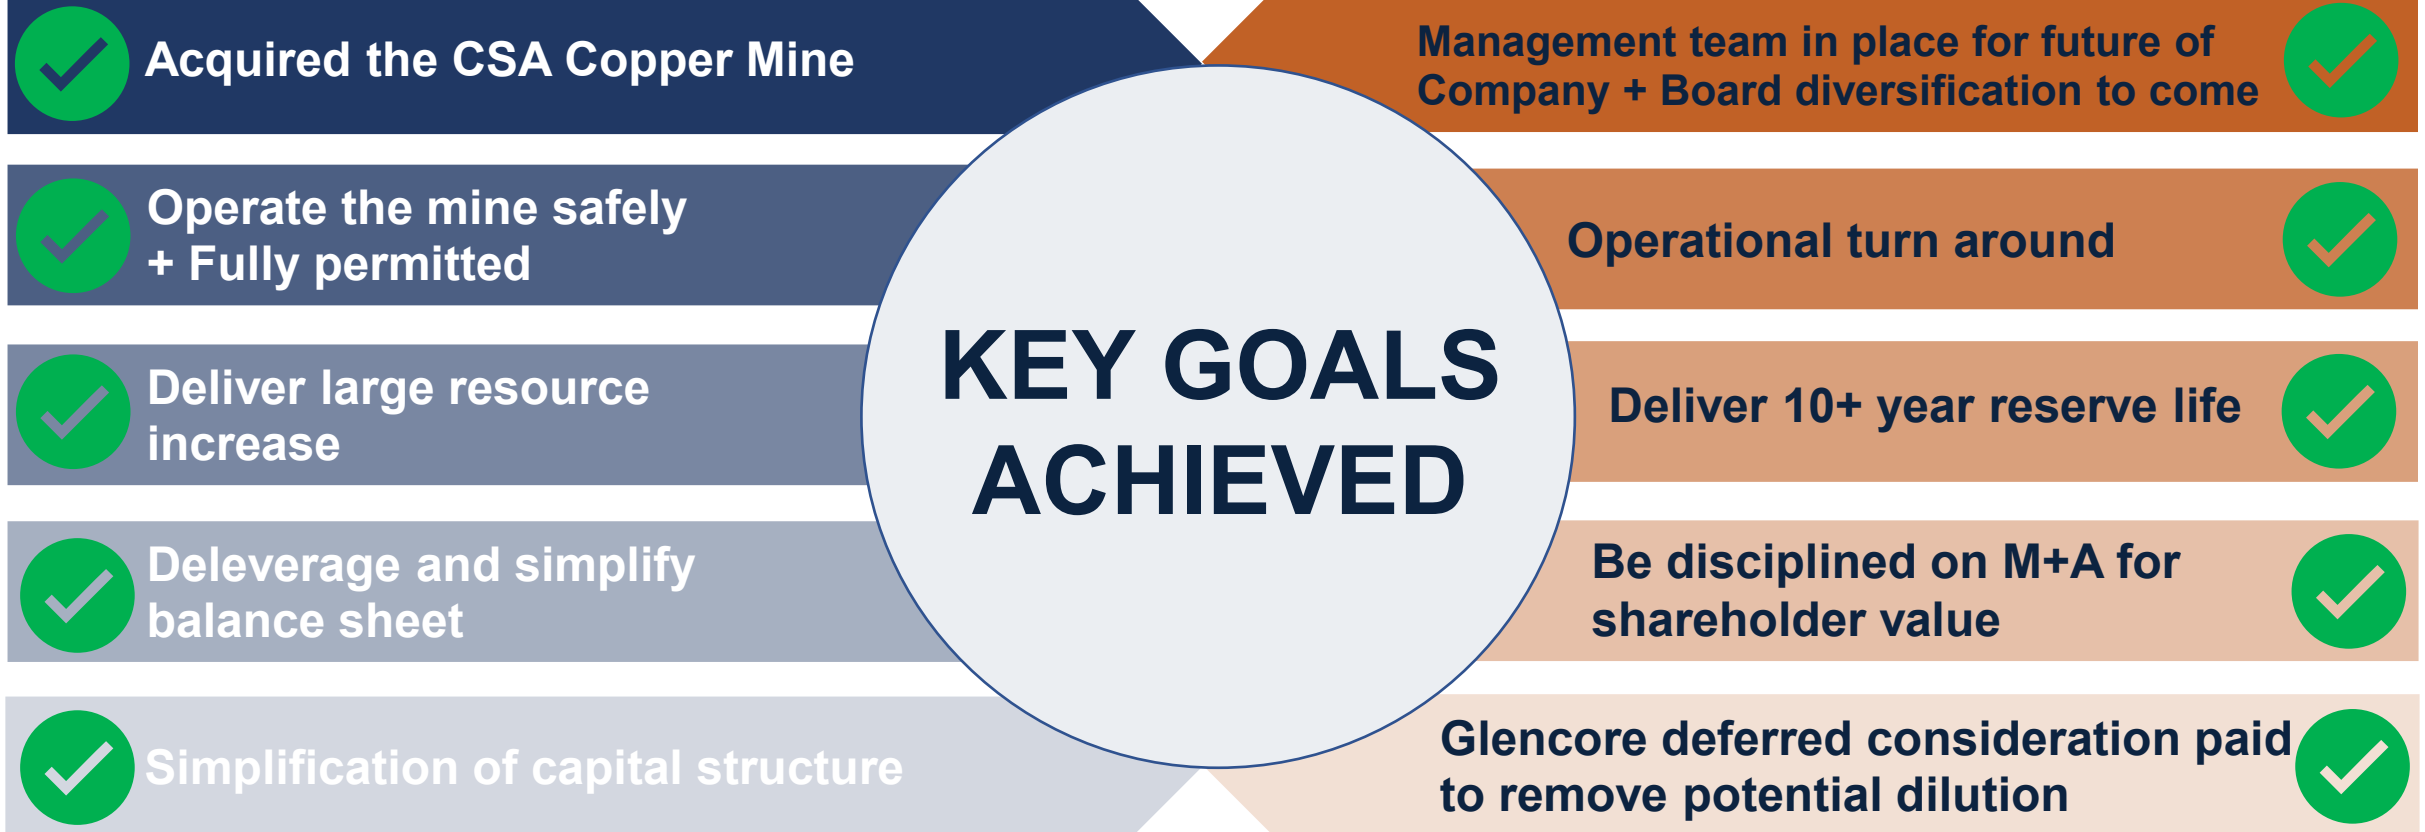 Acquired the CSA Copper Mine
Operate the mine safely
+ Fully permitted
Deliver large resource
increase
Deleverage and simplify
balance sheet
Simplification of capital structure
KEY GOALS
ACHIEVED
Management team in place for future of
Company + Board diversification to come
Operational turn around
Deliver 10+ year reserve life
Be disciplined on M+A for
shareholder value
Glencore deferred consideration paid
to remove potential dilution